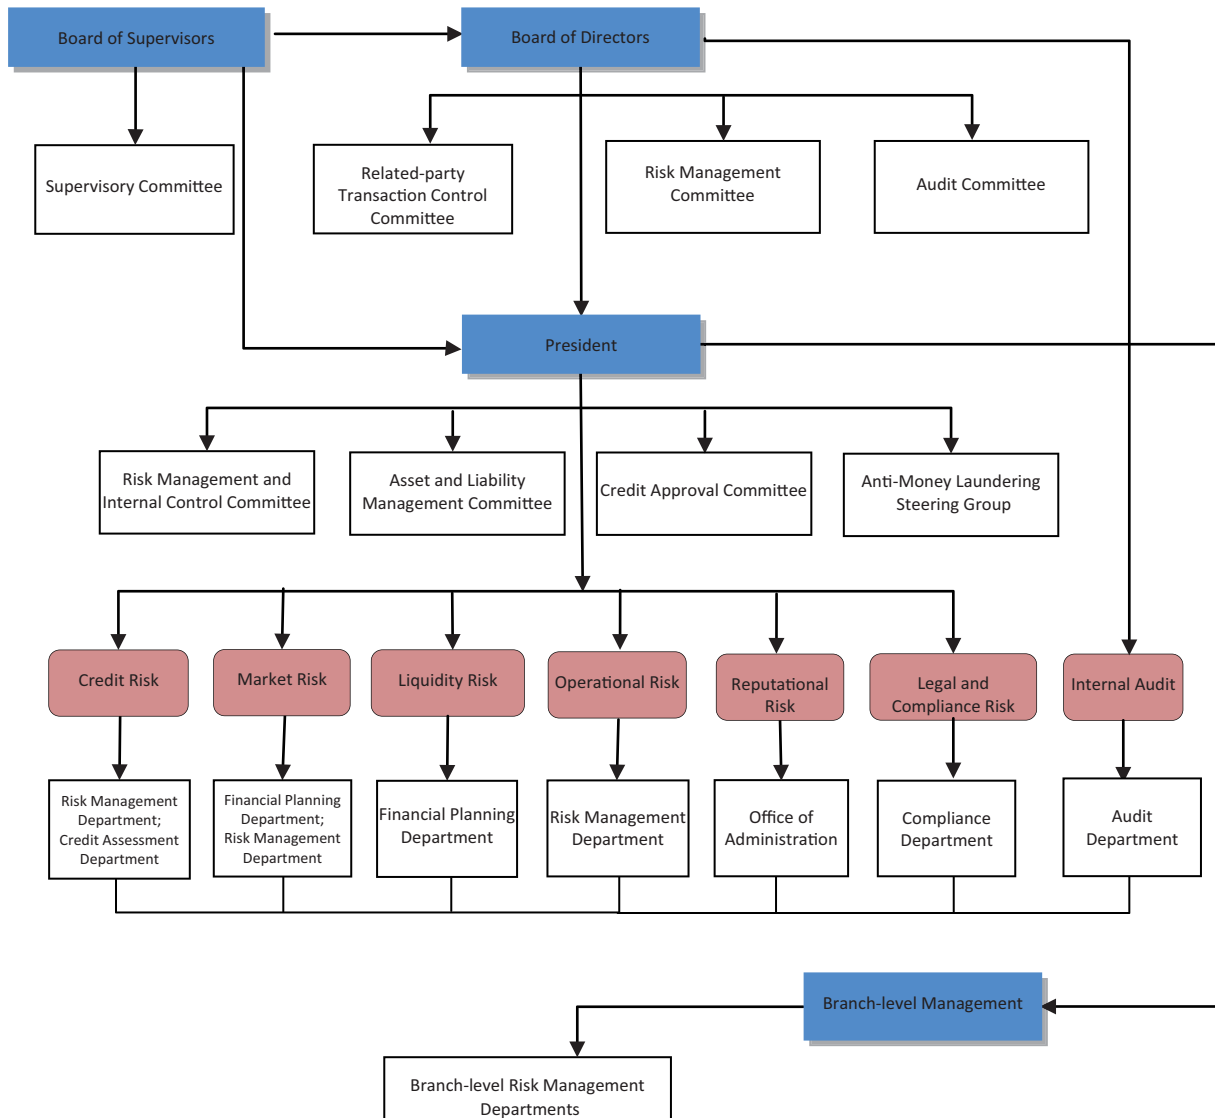 Board of Supervisors
Board of Directors
Supervisory Committee
Related-party
Transaction Control
Committee
Risk Management
Committee
Audit Committee
President
Risk Management and
Internal Control Committee
Asset and Liability
Management Committee
Credit Approval Committee
Anti-Money Laundering
Steering Group
Credit Risk
Market Risk
Liquidity Risk
Operational Risk
Reputational
Risk
Legal and
Compliance Risk
Internal Audit
Risk Management
Department;
Credit Assessment
Department
Financial Planning
Department;
Risk Management
Department
Financial Planning
Department
Risk Management
Department
Office of
Administration
Compliance
Department
Audit
Department
Branch-level Management
Branch-level Risk Management
Departments